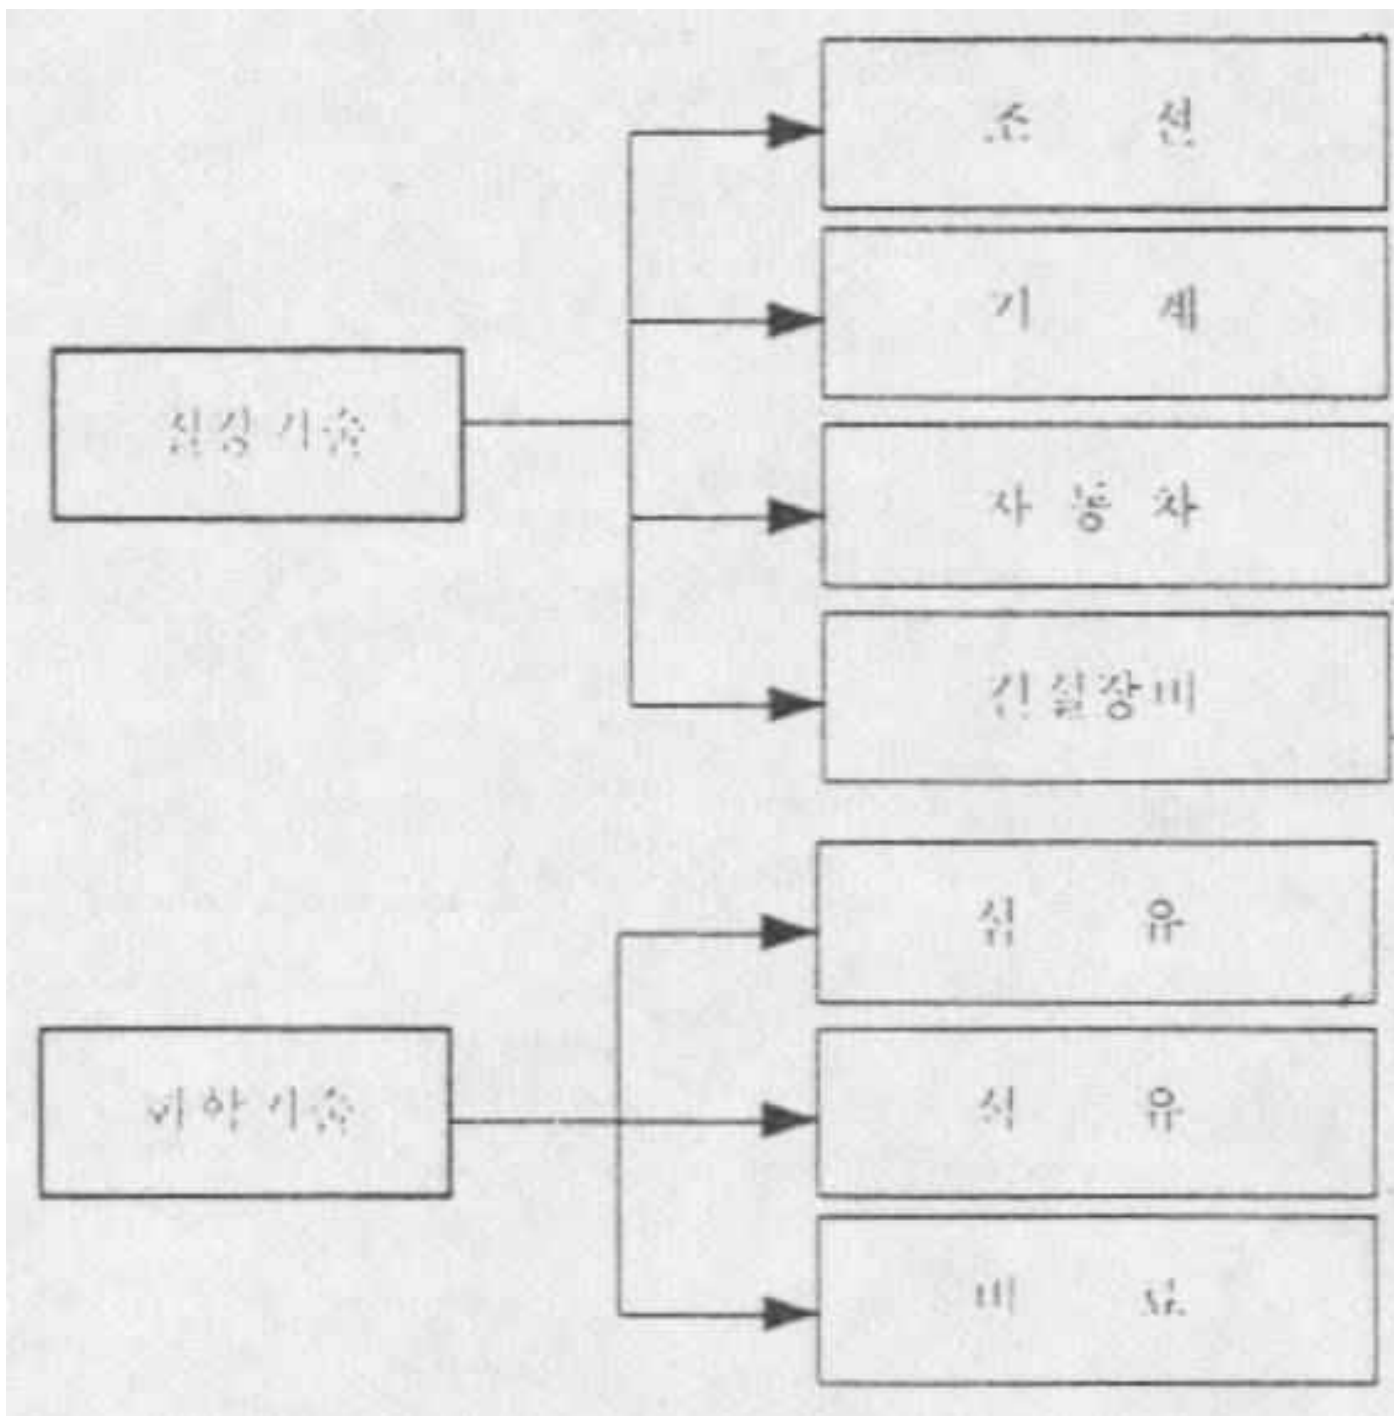 조 선
기 계
자 동 차
건설장비
섬 유
석 유
비 료